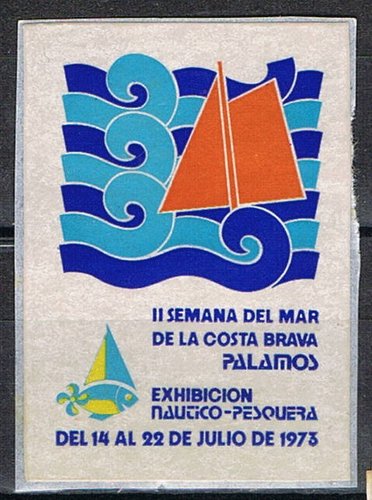 II SEMANA DEL MAR
DE LA COSTA BRAVA
PALAMOS
EXHIBICION
NAUTICO-PESQUERA
DEL 14 AL 22 DE JULIO DE 1973